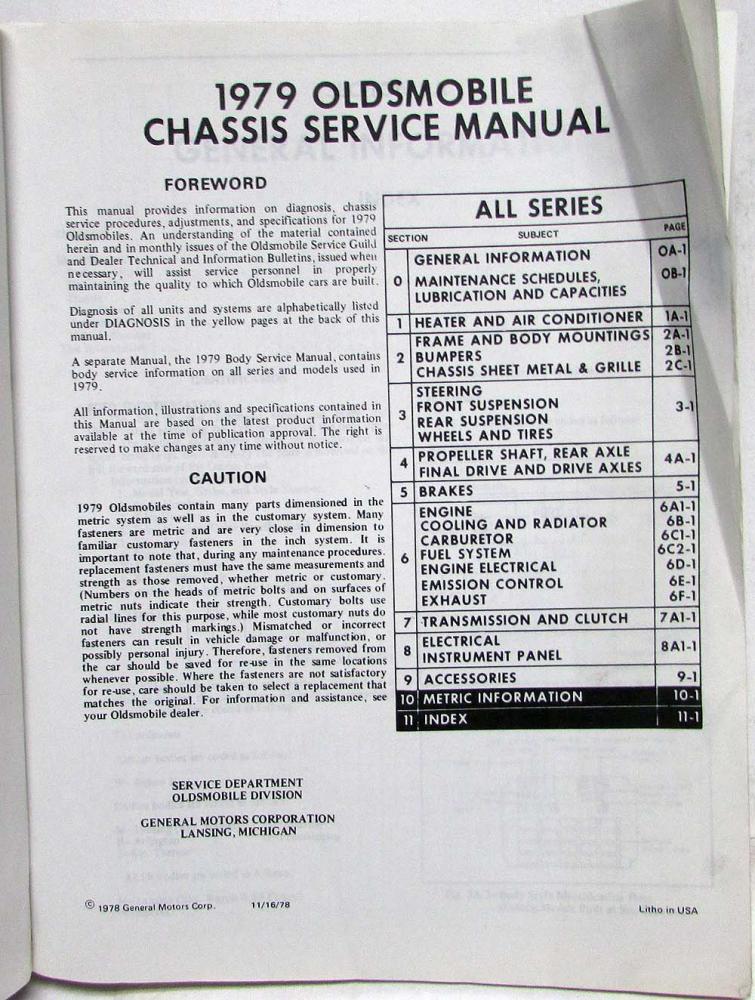 1979 OLDSMOBILE
CHASSIS SERVICE MANUAL
FOREWORD
This manual provides information on diagnosis, chassis
service procedures, adjustments, and specifications for 1979
Oldsmobiles. An understanding of the material contained
herein and in monthly issues of the Oldsmobile Service Guild
and Dealer Technical and Information Bulletins, issued when
necessary, will assist service personnel in properly
maintaining the quality to which Oldsmobile cars are built.
Diagnosis of all units and systems are alphabetically listed
under DIAGNOSIS in the yellow pages at the back of this
manual.
A separate Manual, the 1979 Body Service Manual, contains
body service information on all series and models used in
1979.
All information, illustrations and specifications contained in
this Manual are based on the latest product information
available at the time of publication approval. The right is
reserved to make changes at any time without notice.
CAUTION
1979 Oldsmobiles contain many parts dimensioned in the
metric system as well as in the customary system. Many
fasteners are metric and are very close in dimension to
familiar customary fasteners in the inch system. It is
important to note that, during any maintenance procedures.
replacement fasteners must have the same measurements and
strength as those removed, whether metric or customary.
(Numbers on the heads of metric bolts and on surfaces of
metric nuts indicate their strength. Customary bolts use
radial lines for this purpose, while most customary nuts do
not have strength markings.) Mismatched or incorrect
fasteners can result in vehicle damage or malfunction, or
possibly personal injury. Therefore, fasteners removed from
the car should be saved for re-use in the same locations
whenever possible. Where the fasteners are not satisfactory
for re-use, care should be taken to select a replacement that
matches the original. For information and assistance, see
your Oldsmobile dealer.
SERVICE DEPARTMENT
OLDSMOBILE DIVISION
GENERAL MOTORS CORPORATION
LANSING, MICHIGAN
ALL SERIES
SECTION SUBJECT PAGE
0 GENERAL INFORMATION 0A-1
MAINTENANCE SCHEDULES, 0B-1
LUBRICATION AND CAPACITIES
1 HEATER AND AIR CONDITIONER 1A-1
2 FRAME AND BODY MOUNTINGS 2A-1
BUMPERS 2B-1
CHASSIS SHEET METAL & GRILLE 2C-1
3 STEERING 3-1
FRONT SUSPENSION
REAR SUSPENSION
WHEELS AND TIRES
4 PROPELLER SHAFT, REAR AXLE 4A-1
FINAL DRIVE AND DRIVE AXLES
5 BRAKES 5-1
6 ENGINE 6A1-1
COOLING AND RADIATOR 6B-1
CARBURETOR 6C1-1
FUEL SYSTEM 6C2-1
ENGINE ELECTRICAL 6D-1
EMISSION CONTROL 6E-1
EXHAUST 6F-1
7 TRANSMISSION AND CLUTCH 7A1-1
8 ELECTRICAL 8A1-1
INSTRUMENT PANEL
9 ACCESSORIES 9-1
10 METRIC INFORMATION 10-1
11 INDEX 11-1
© 1978 General Motors Corp. 11/16/78 Litho in USA